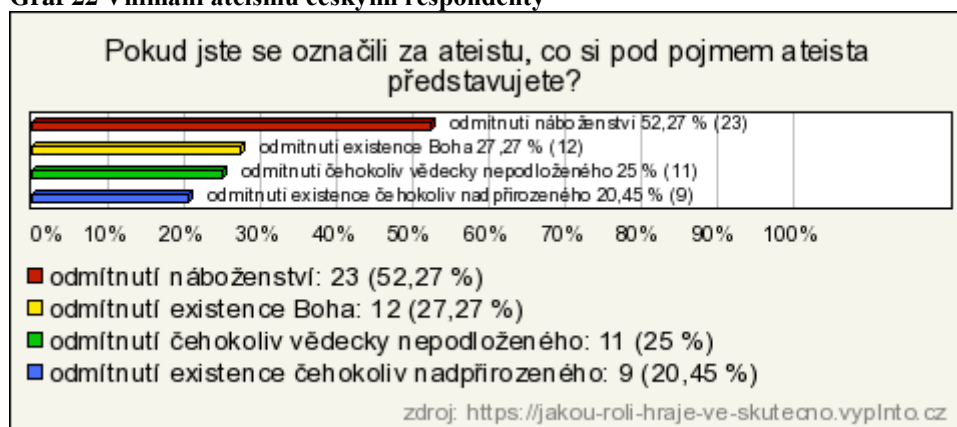 Graf 22 Vnímání ateismu českými respondenty
Pokud jste se označili za ateistu, co si pod pojmem ateista
představujete?
odmítnutí náboženství 52,27 % (23)
odmítnutí existence Boha 27,27 % (12)
odmítnutí čehokoliv vědecky nepodloženého 25 % (11)
odmítnutí existence čehokoliv nadpřirozeného 20,45 % (9)
0% 10% 20% 30% 40% 50% 60% 70% 80% 90% 100%
odmítnutí náboženství: 23 (52,27 %)
odmítnutí existence Boha: 12 (27,27 %)
odmítnutí čehokoliv vědecky nepodloženého: 11 (25 %)
odmítnutí existence čehokoliv nadpřirozeného: 9 (20,45 %)
zdroj: https://jakou-roli-hraje-ve-skutecno.vyplnto.cz